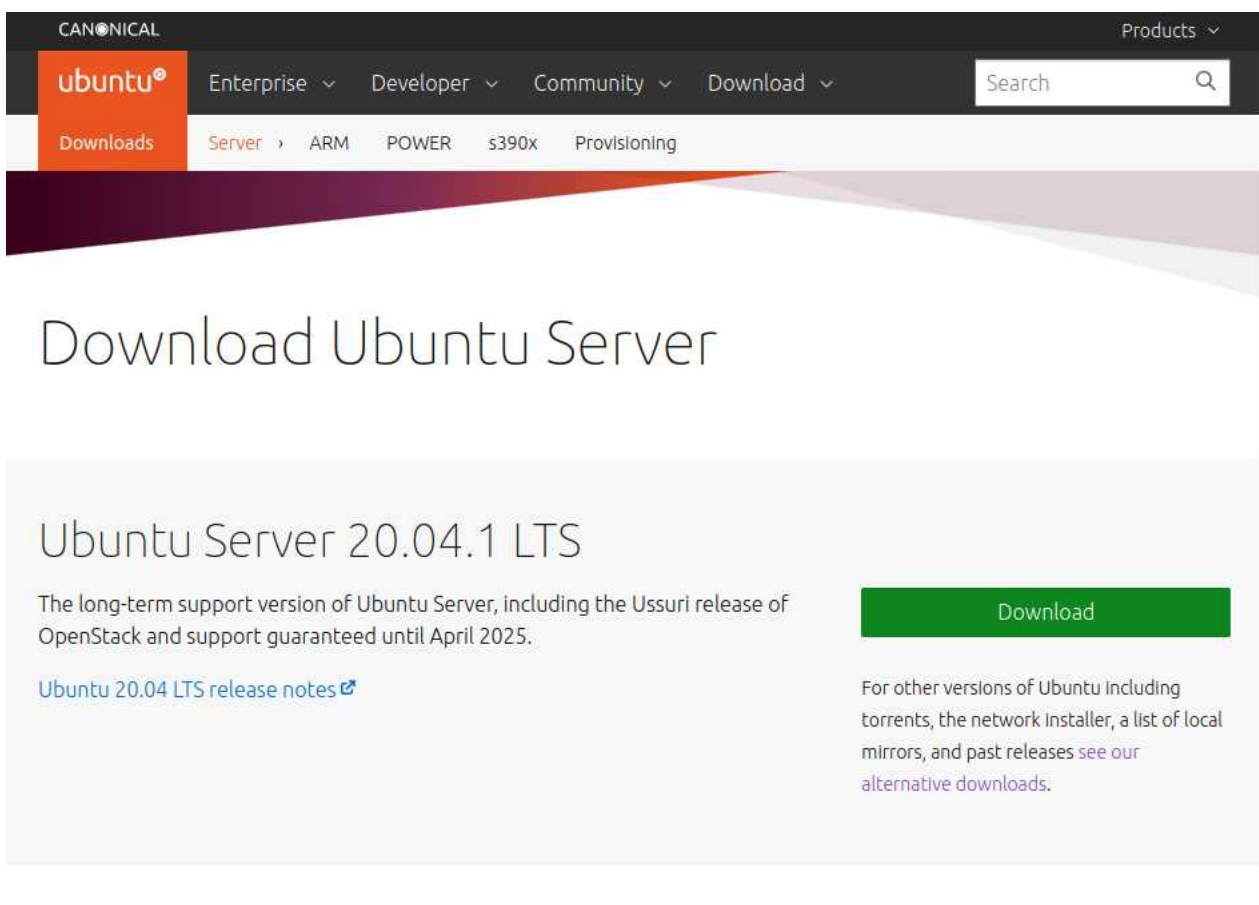 CANONICAL
Products
ubuntu®
Enterprise
Developer
Community
Download
Search
Downloads
Server › ARM POWER s390x Provisioning
Download Ubuntu Server
Ubuntu Server 20.04.1 LTS
The long-term support version of Ubuntu Server, including the Ussuri release of
OpenStack and support guaranteed until April 2025.
Ubuntu 20.04 LTS release notes
Download
For other versions of Ubuntu including
torrents, the network installer, a list of local
mirrors, and past releases see our
alternative downloads.